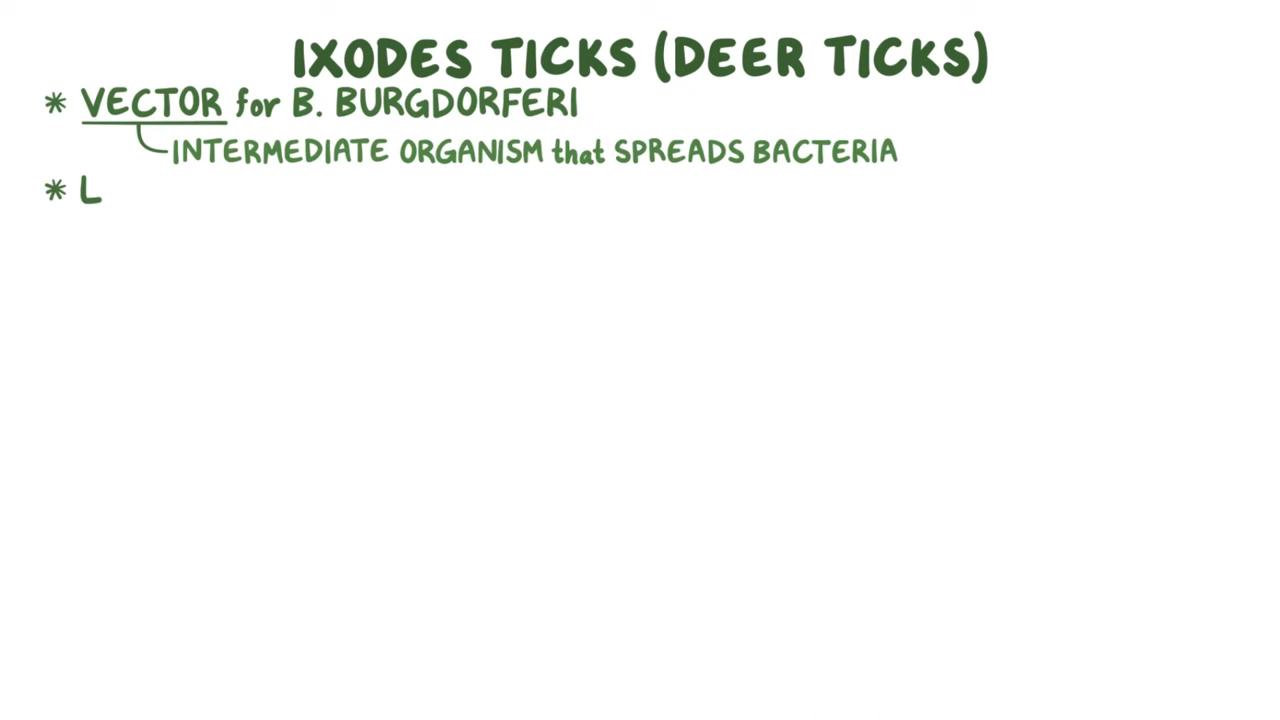 IXODES TICKS (DEER TICKS)
* VECTOR for B. BURGDORFERI
INTERMEDIATE ORGANISM that SPREADS BACTERIA
* L